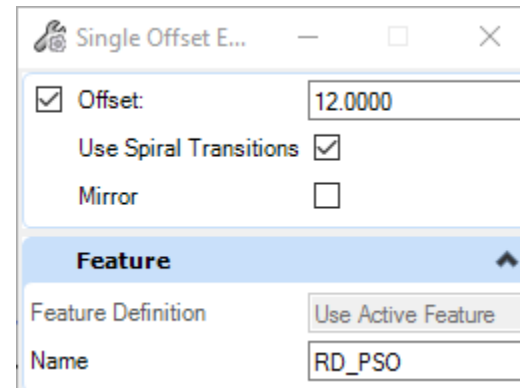 Single Offset E...
Offset: 12.0000
Use Spiral Transitions
Mirror
Feature
Feature Definition Use Active Feature
Name RD_PSO